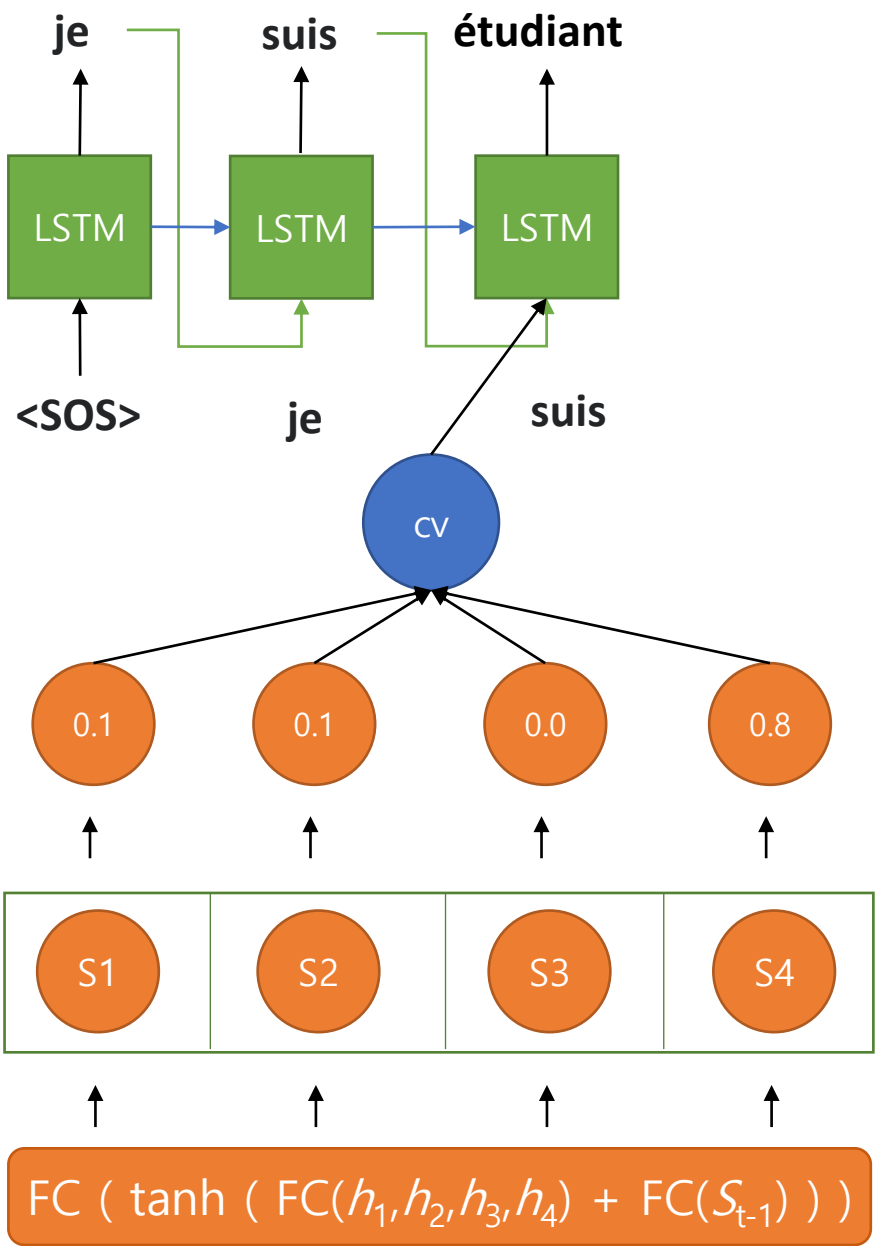 je suis étudiant
LSTM LSTM LSTM
<SOS> je suis
CV
0.1 0.1 0.0 0.8
S1 S2 S3 S4
FC ( tanh ( FC(h₁,h₂,h₃,h₄) + FC(Sₜ₋₁) ) )